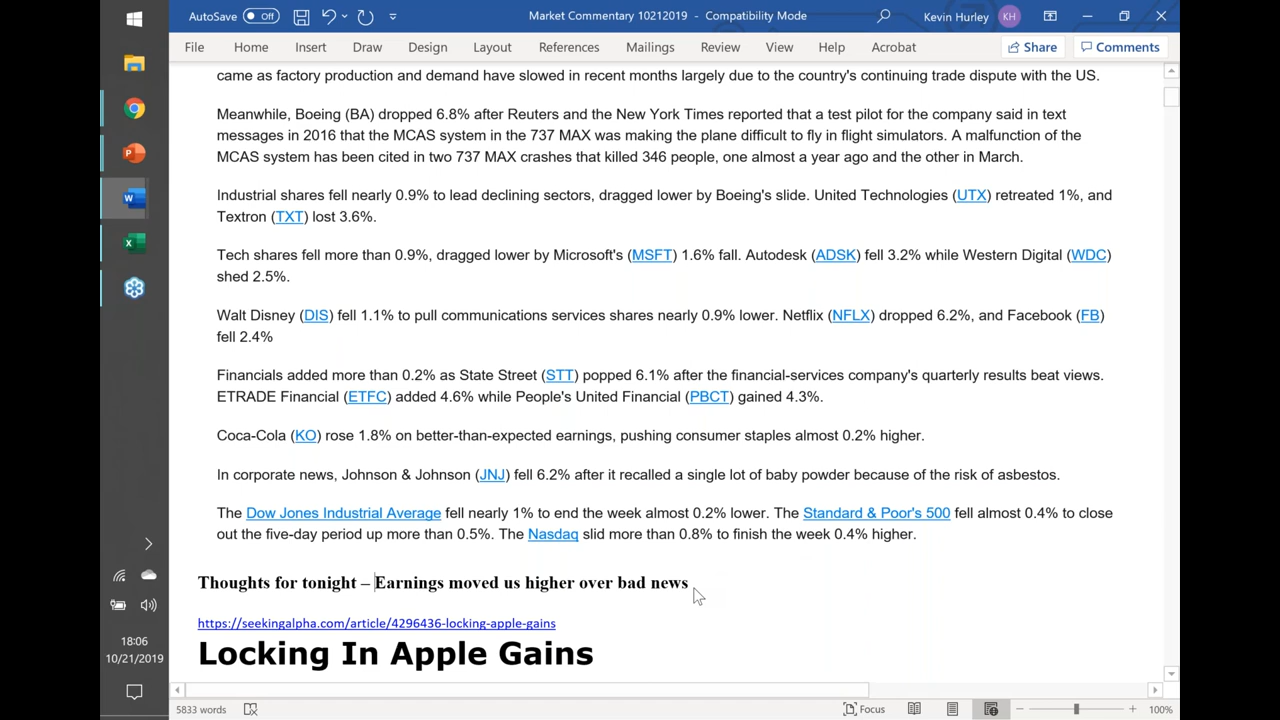 AutoSave Off Market Commentary 10212019 - Compatibility Mode Kevin Hurley KH
File Home Insert Draw Design Layout References Mailings Review View Help Acrobat Share Comments
came as factory production and demand have slowed in recent months largely due to the country's continuing trade dispute with the US.
Meanwhile, Boeing (BA) dropped 6.8% after Reuters and the New York Times reported that a test pilot for the company said in text
messages in 2016 that the MCAS system in the 737 MAX was making the plane difficult to fly in flight simulators. A malfunction of the
MCAS system has been cited in two 737 MAX crashes that killed 346 people, one almost a year ago and the other in March.
Industrial shares fell nearly 0.9% to lead declining sectors, dragged lower by Boeing's slide. United Technologies (UTX) retreated 1%, and
Textron (TXT) lost 3.6%.
Tech shares fell more than 0.9%, dragged lower by Microsoft's (MSFT) 1.6% fall. Autodesk (ADSK) fell 3.2% while Western Digital (WDC)
shed 2.5%.
Walt Disney (DIS) fell 1.1% to pull communications services shares nearly 0.9% lower. Netflix (NFLX) dropped 6.2%, and Facebook (FB)
fell 2.4%
Financials added more than 0.2% as State Street (STT) popped 6.1% after the financial-services company's quarterly results beat views.
ETRADE Financial (ETFC) added 4.6% while People's United Financial (PBCT) gained 4.3%.
Coca-Cola (KO) rose 1.8% on better-than-expected earnings, pushing consumer staples almost 0.2% higher.
In corporate news, Johnson & Johnson (JNJ) fell 6.2% after it recalled a single lot of baby powder because of the risk of asbestos.
The Dow Jones Industrial Average fell nearly 1% to end the week almost 0.2% lower. The Standard & Poor's 500 fell almost 0.4% to close
out the five-day period up more than 0.5%. The Nasdaq slid more than 0.8% to finish the week 0.4% higher.
Thoughts for tonight – Earnings moved us higher over bad news
https://seekingalpha.com/article/4296436-locking-apple-gains
Locking In Apple Gains
18:06
10/21/2019
5833 words Focus 100%